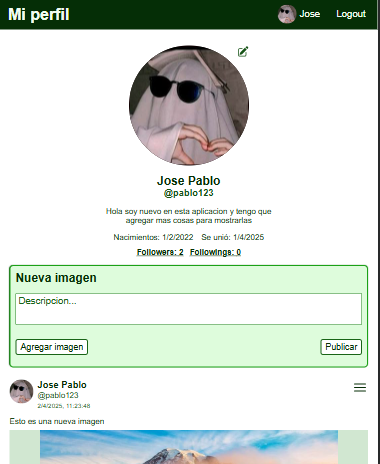 Mi perfil
Jose
Logout
Jose Pablo
@pablo123
Hola soy nuevo en esta aplicacion y tengo que
agregar mas cosas para mostrarlas
Nacimientos: 1/2/2022 Se unió: 1/4/2025
Followers: 2 Followings: 0
Nueva imagen
Descripcion...
Agregar imagen
Publicar
Jose Pablo
@pablo123
2/4/2025, 11:23:48
Esto es una nueva imagen